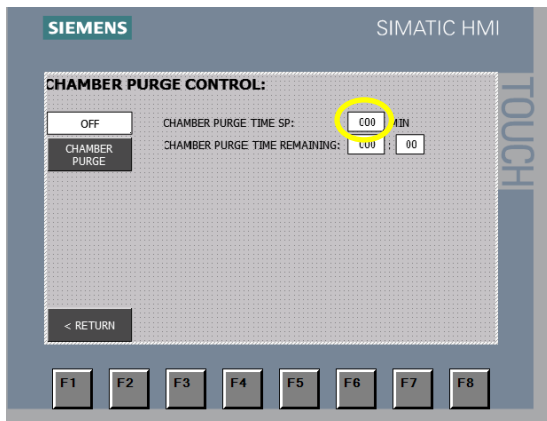 SIEMENS
SIMATIC HMI
TOUCH
CHAMBER PURGE CONTROL:
OFF
CHAMBER PURGE TIME SP: 000 MIN
CHAMBER
PURGE
CHAMBER PURGE TIME REMAINING: 000 : 00
< RETURN
F1 F2 F3 F4 F5 F6 F7 F8